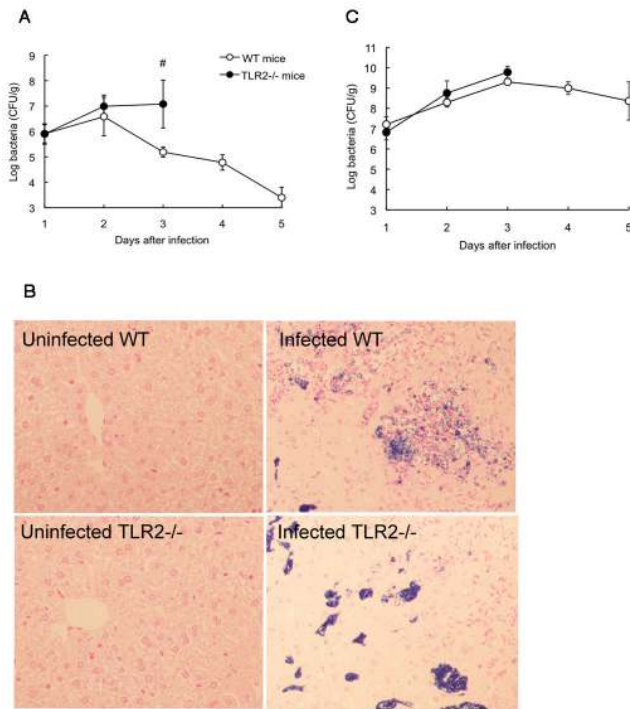 A
C
9
8
7
6
5
4
3
Log bacteria (CFU/g)
#
WT mice
TLR2-/- mice
1 2 3 4 5
Days after infection
11
10
9
8
7
6
5
4
3
Log bacteria (CFU/g)
1 2 3 4 5
Days after infection
B
Uninfected WT
Infected WT
Uninfected TLR2-/-
Infected TLR2-/-